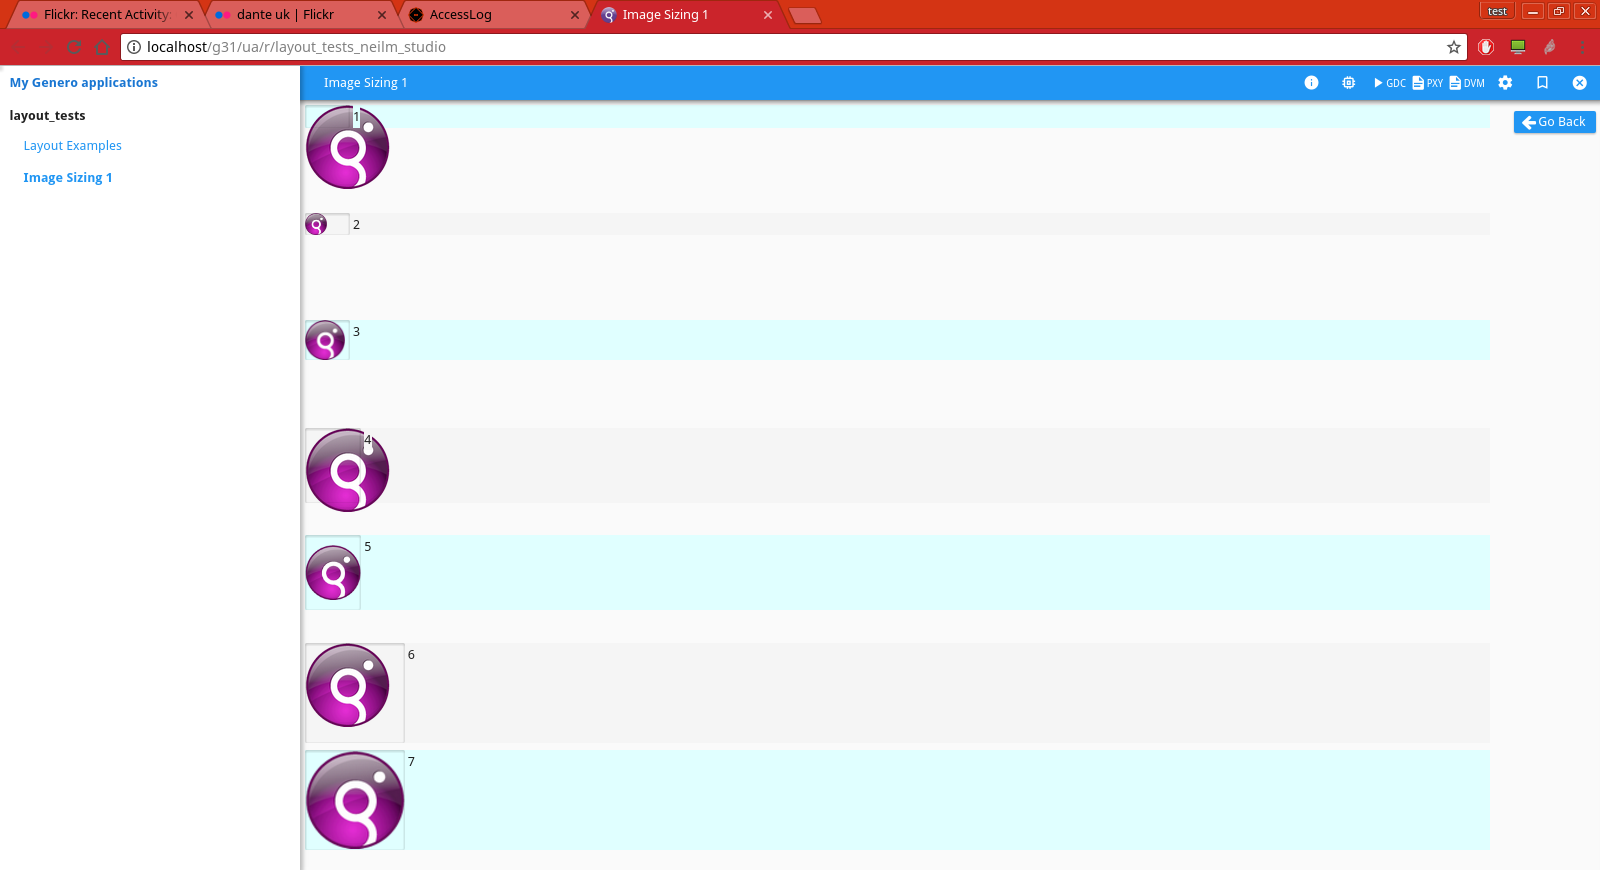 Flickr: Recent Activity:
dante uk | Flickr
AccessLog
Image Sizing 1
test
localhost/g31/ua/r/layout_tests_neilm_studio
My Genero applications
Image Sizing 1
GDC
PXY
DVM
layout_tests
Go Back
Layout Examples
Image Sizing 1
1
2
3
4
5
6
7